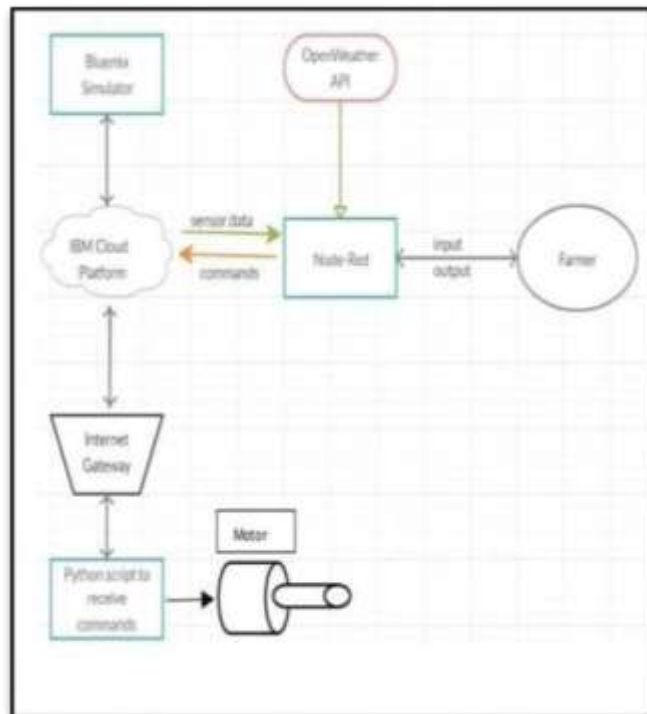 Bluemix
Simulator
OpenWeather
API
IBM Cloud
Platform
sensor data
commands
Node-Red
input
output
Farmer
Internet
Gateway
Motor
Python script to
receive
commands